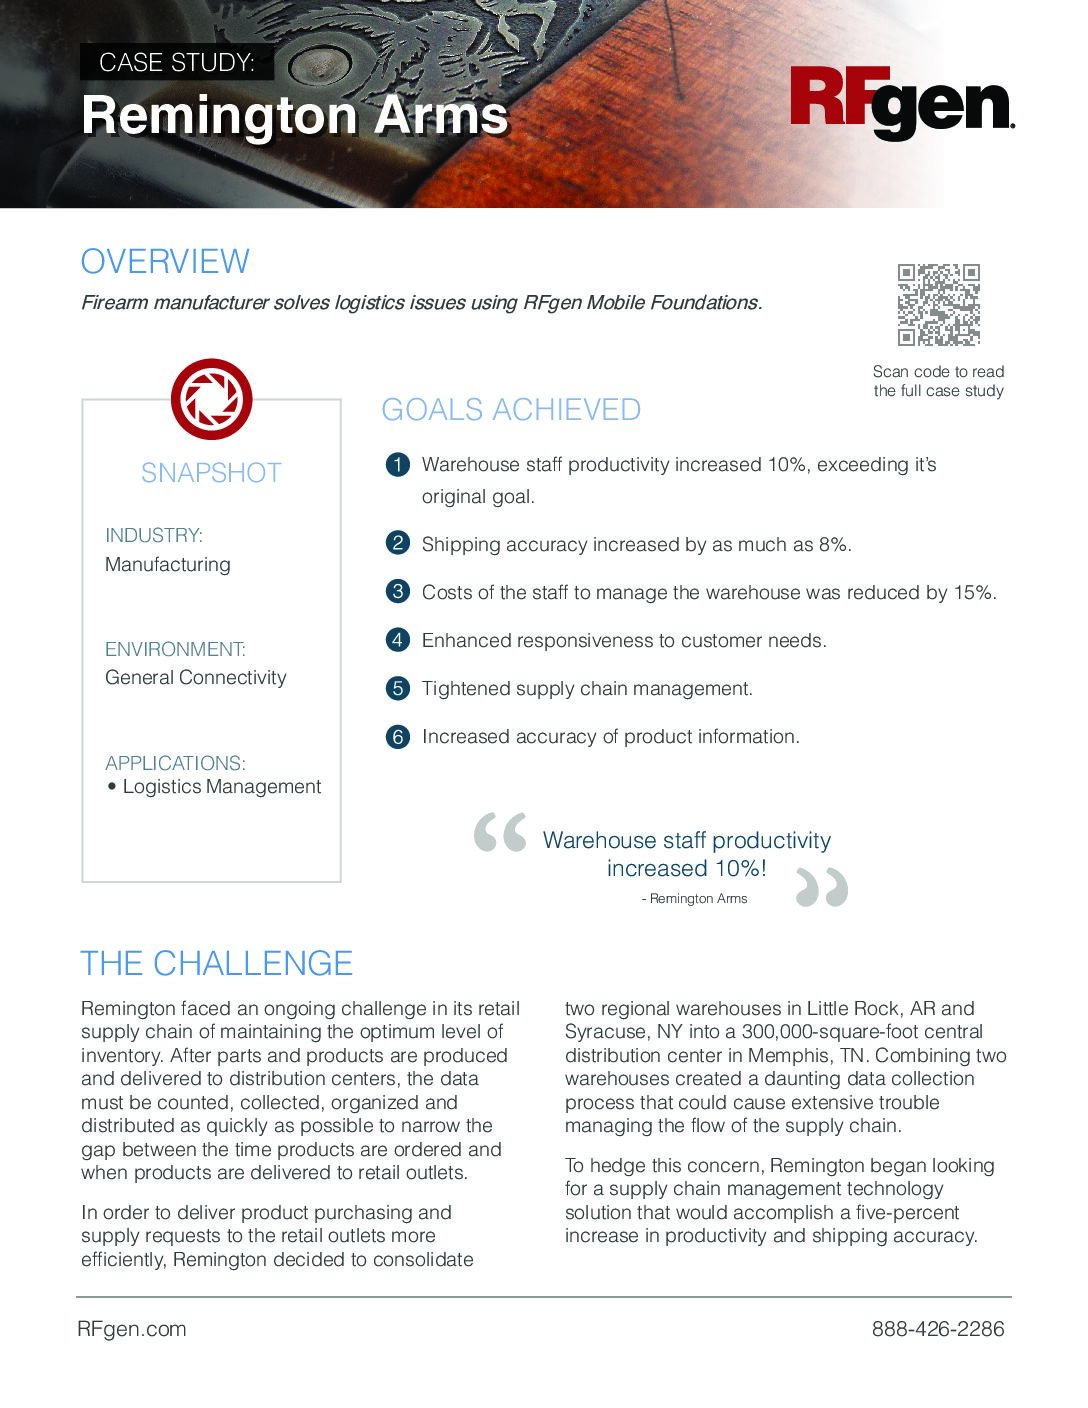 CASE STUDY:
Remington Arms
RFgen.
OVERVIEW
Firearm manufacturer solves logistics issues using RFgen Mobile Foundations.
Scan code to read
the full case study
SNAPSHOT
INDUSTRY:
Manufacturing
ENVIRONMENT:
General Connectivity
APPLICATIONS:
• Logistics Management
GOALS ACHIEVED
1 Warehouse staff productivity increased 10%, exceeding it's
original goal.
2 Shipping accuracy increased by as much as 8%.
3 Costs of the staff to manage the warehouse was reduced by 15%.
4 Enhanced responsiveness to customer needs.
5 Tightened supply chain management.
6 Increased accuracy of product information.
“ Warehouse staff productivity
increased 10%! ”
- Remington Arms
THE CHALLENGE
Remington faced an ongoing challenge in its retail
supply chain of maintaining the optimum level of
inventory. After parts and products are produced
and delivered to distribution centers, the data
must be counted, collected, organized and
distributed as quickly as possible to narrow the
gap between the time products are ordered and
when products are delivered to retail outlets.
In order to deliver product purchasing and
supply requests to the retail outlets more
efficiently, Remington decided to consolidate
two regional warehouses in Little Rock, AR and
Syracuse, NY into a 300,000-square-foot central
distribution center in Memphis, TN. Combining two
warehouses created a daunting data collection
process that could cause extensive trouble
managing the flow of the supply chain.
To hedge this concern, Remington began looking
for a supply chain management technology
solution that would accomplish a five-percent
increase in productivity and shipping accuracy.
RFgen.com
888-426-2286